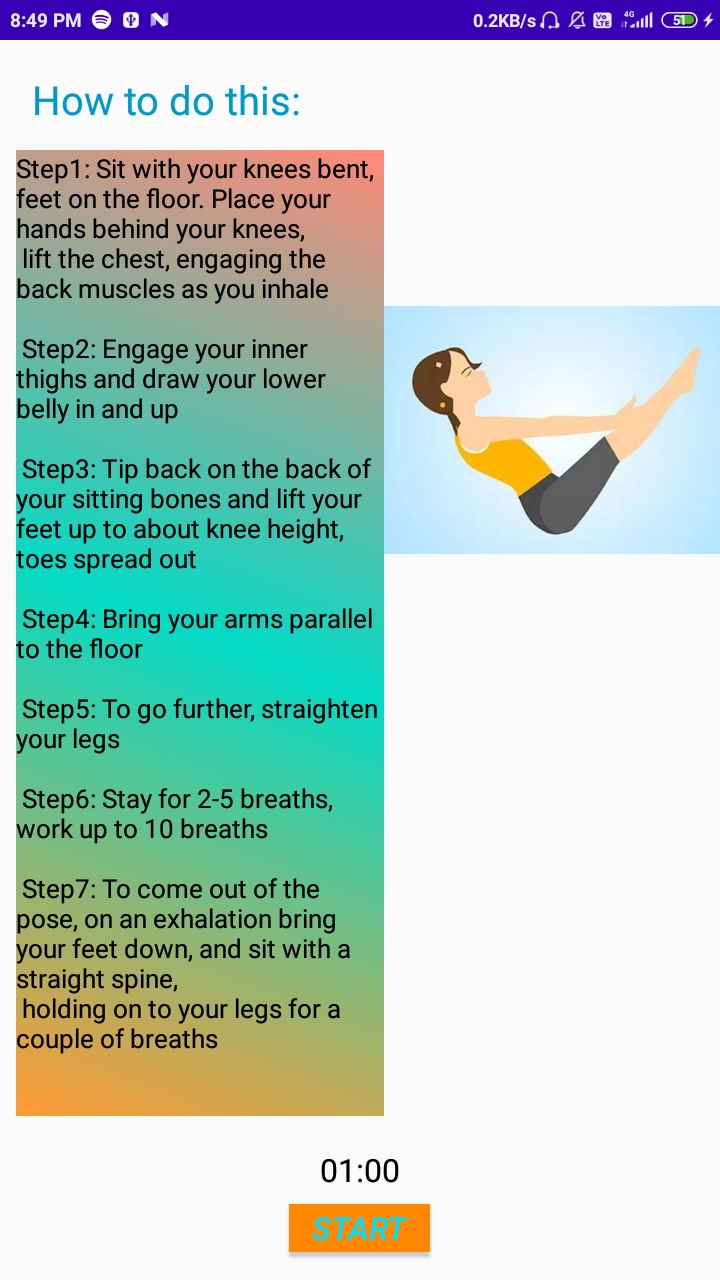 8:49 PM
0.2KB/s
Vo LTE
4G
51
How to do this:
Step1: Sit with your knees bent,
feet on the floor. Place your
hands behind your knees,
lift the chest, engaging the
back muscles as you inhale
Step2: Engage your inner
thighs and draw your lower
belly in and up
Step3: Tip back on the back of
your sitting bones and lift your
feet up to about knee height,
toes spread out
Step4: Bring your arms parallel
to the floor
Step5: To go further, straighten
your legs
Step6: Stay for 2-5 breaths,
work up to 10 breaths
Step7: To come out of the
pose, on an exhalation bring
your feet down, and sit with a
straight spine,
holding on to your legs for a
couple of breaths
01:00
START